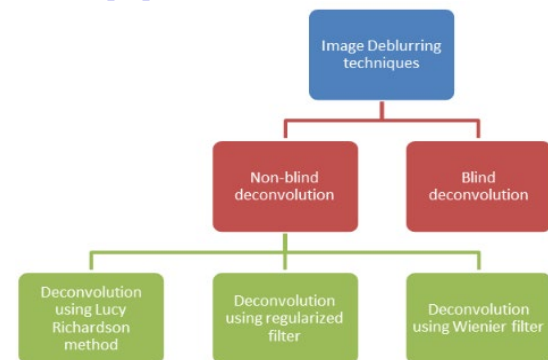 Image Deblurring
techniques
Non-blind
deconvolution
Blind
deconvolution
Deconvolution
using Lucy
Richardson
method
Deconvolution
using regularized
filter
Deconvolution
using Wienier filter